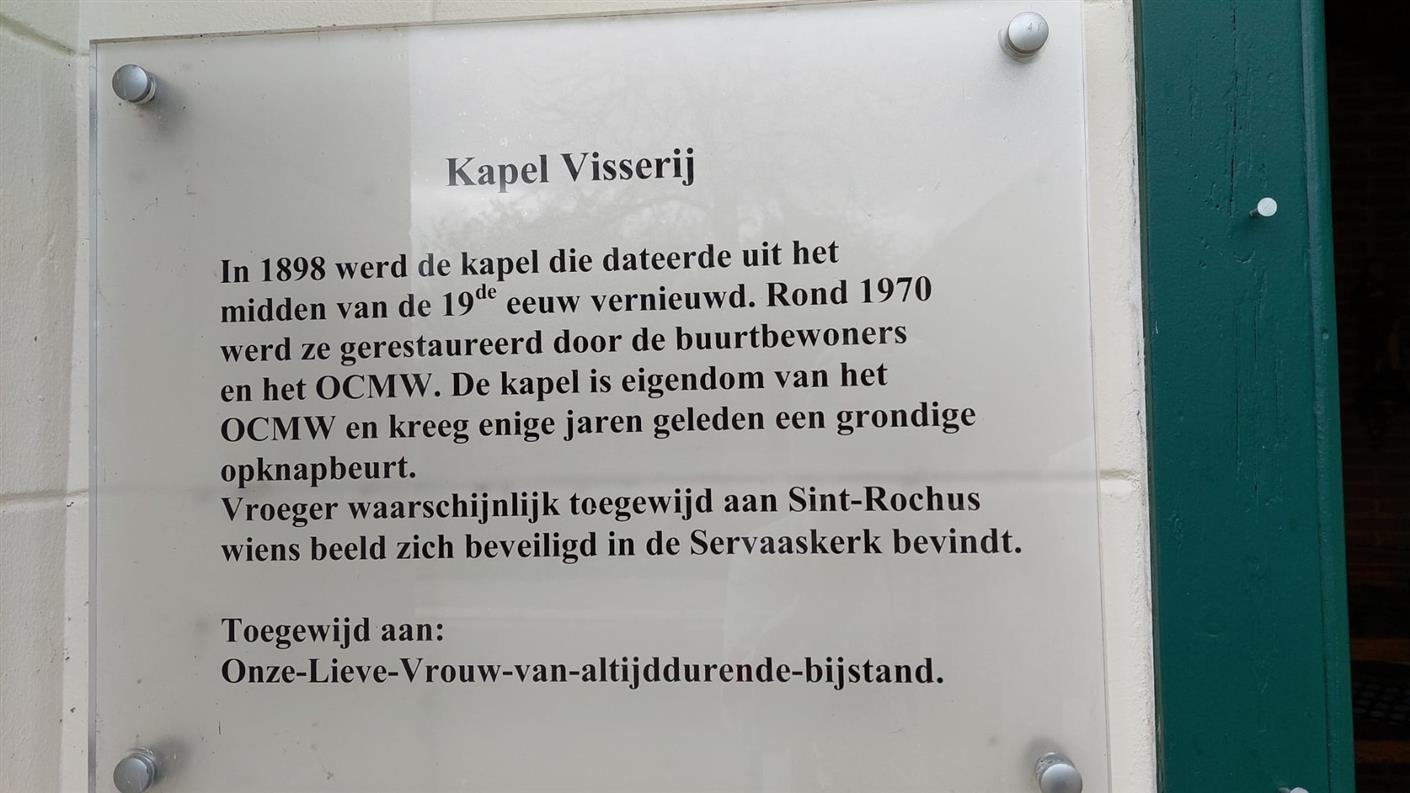 Kapel Visserij
In 1898 werd de kapel die dateerde uit het
midden van de 19de eeuw vernieuwd. Rond 1970
werd ze gerestaureerd door de buurtbewoners
en het OCMW. De kapel is eigendom van het
OCMW en kreeg enige jaren geleden een grondige
opknapbeurt.
Vroeger waarschijnlijk toegewijd aan Sint-Rochus
wiens beeld zich beveiligd in de Servaaskerk bevindt.
Toegewijd aan:
Onze-Lieve-Vrouw-van-altijddurende-bijstand.